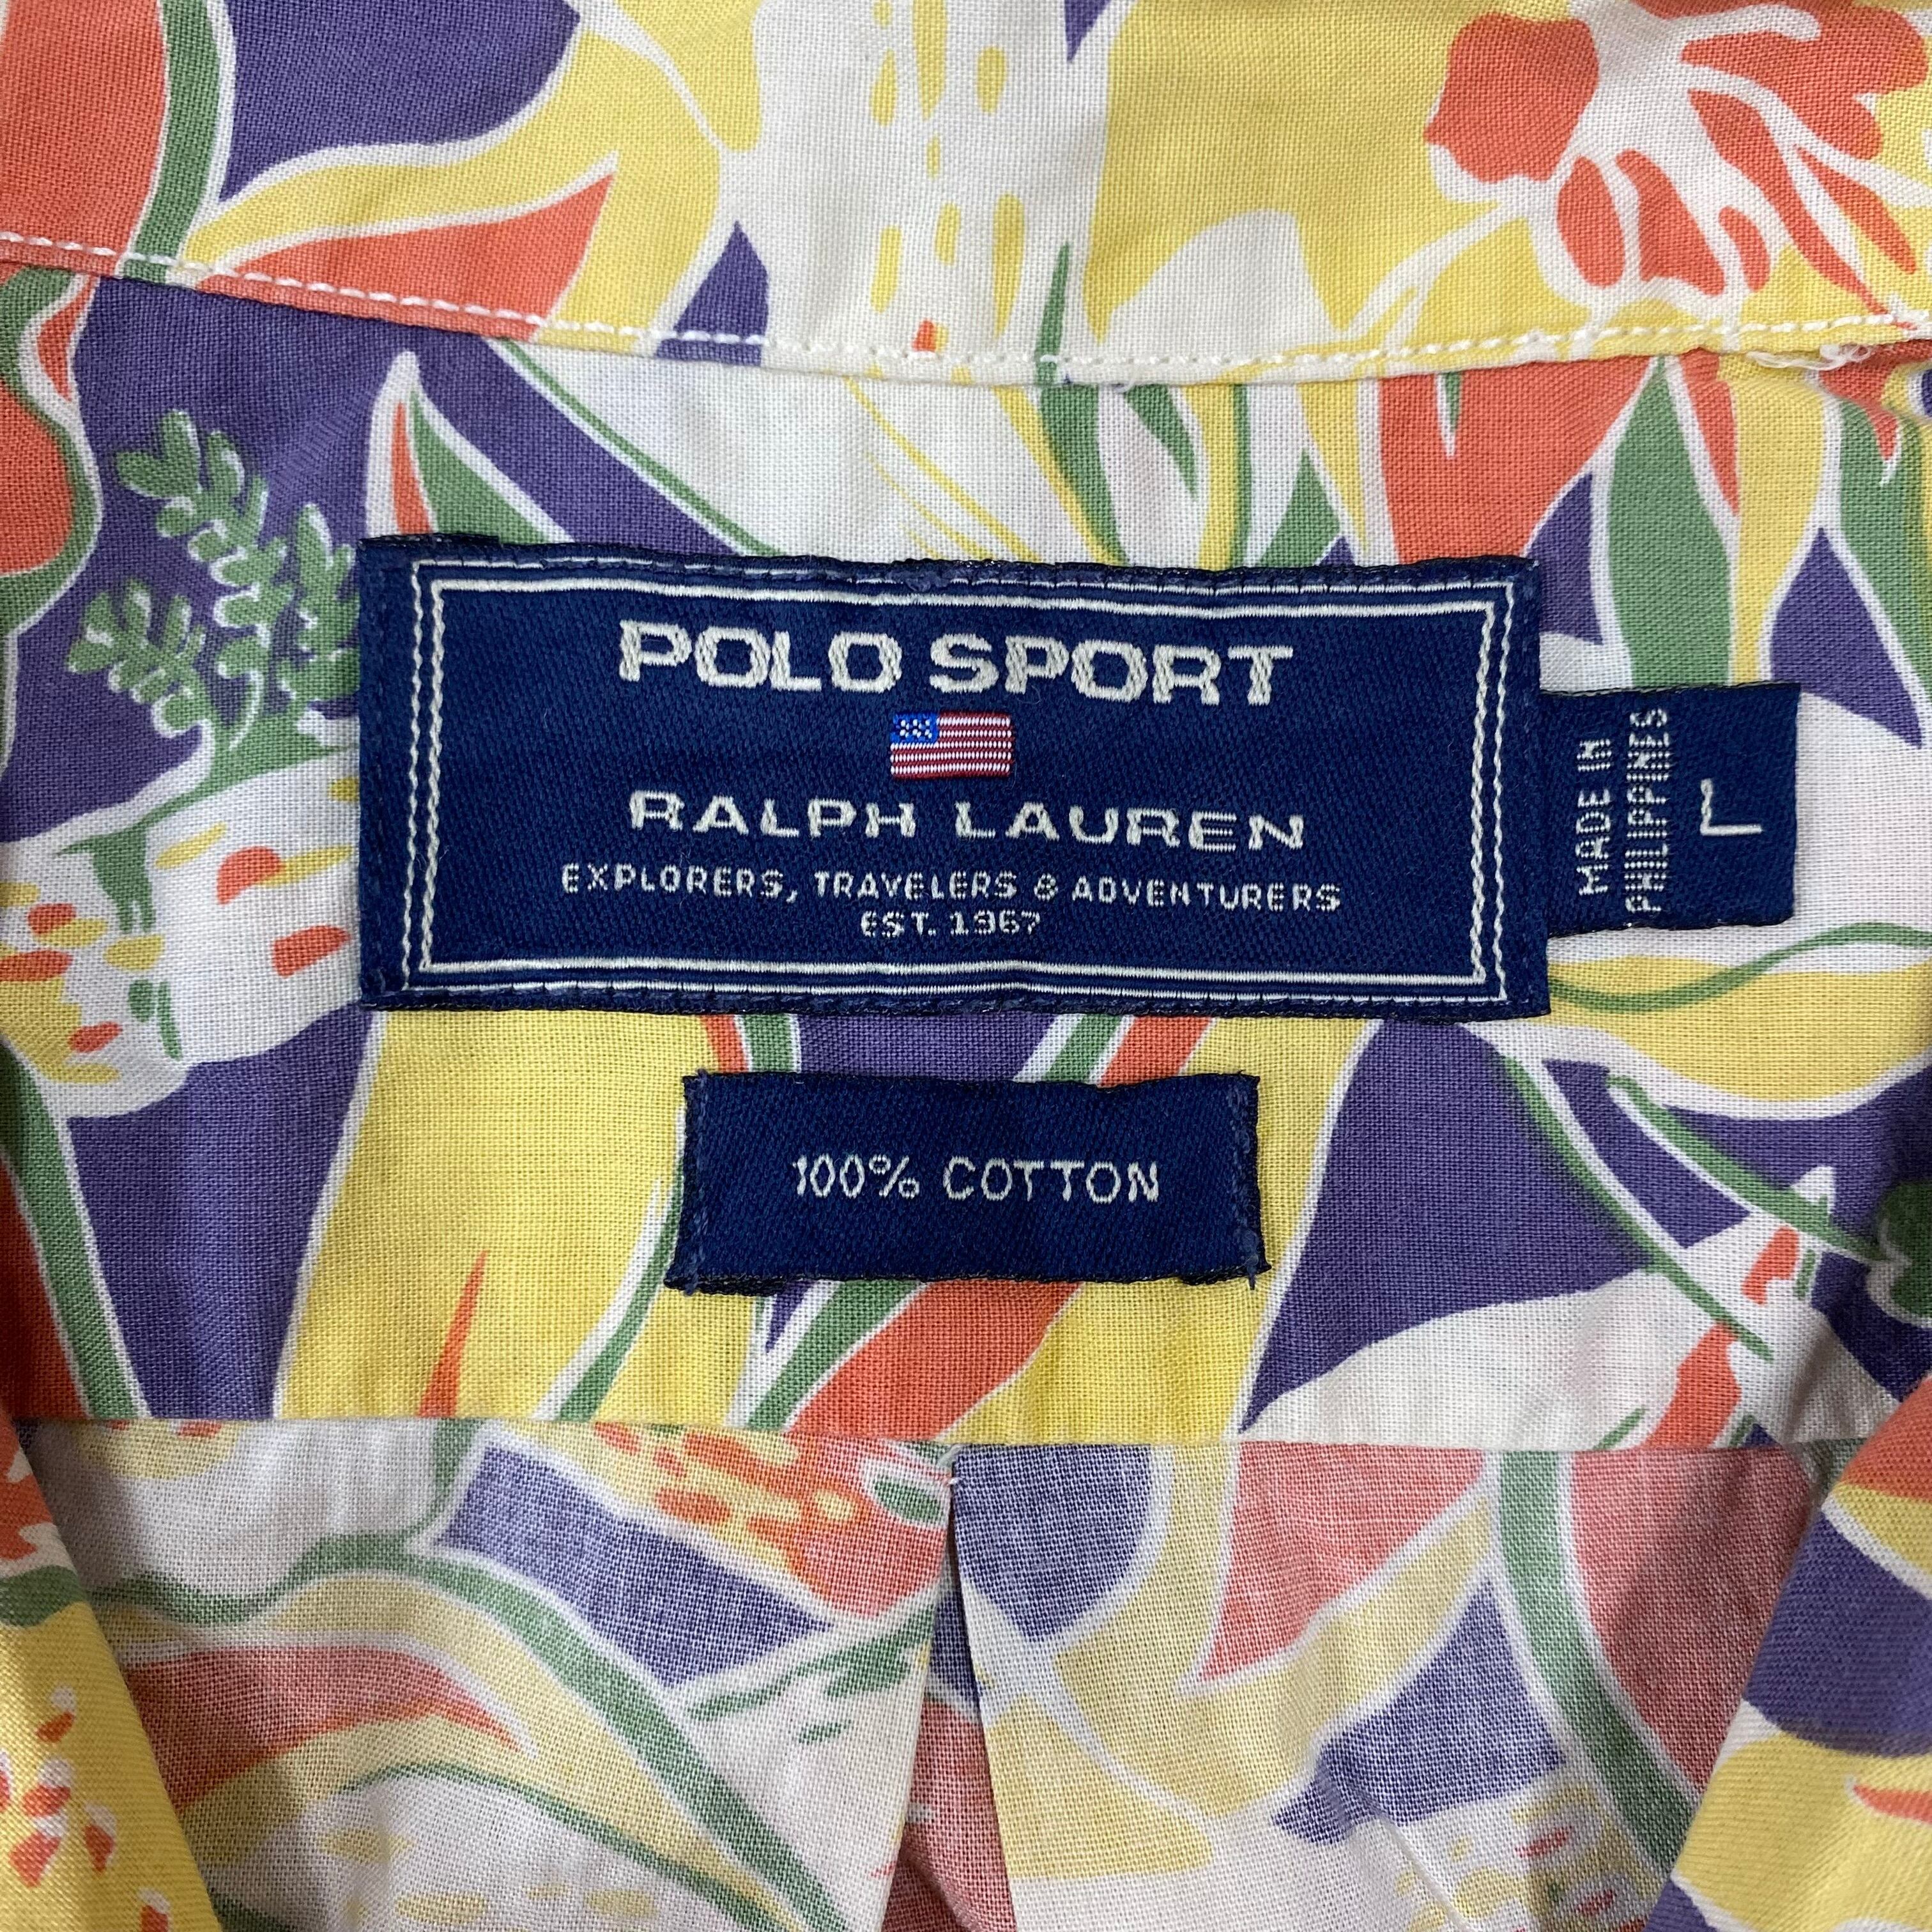 POLO SPORT
RALPH LAUREN
EXPLORERS, TRAVELERS & ADVENTURERS
EST. 1967
MADE IN
PHILIPPINES
L
100% COTTON